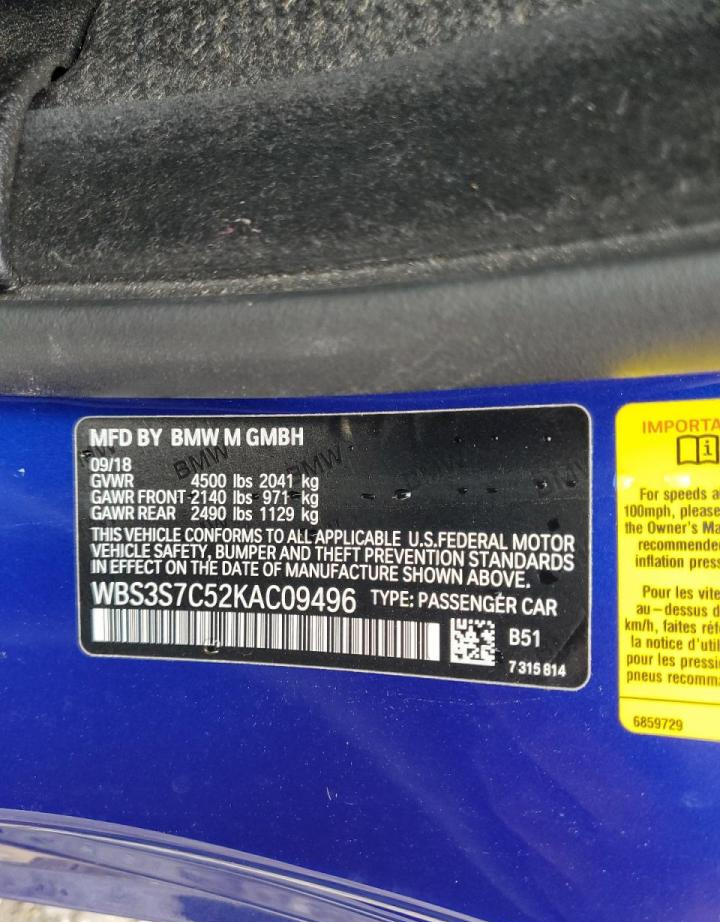 MFD BY BMW M GMBH
09/18
GVWR 4500 lbs 2041 kg
GAWR FRONT 2140 lbs 971 kg
GAWR REAR 2490 lbs 1129 kg
THIS VEHICLE CONFORMS TO ALL APPLICABLE U.S.FEDERAL MOTOR
VEHICLE SAFETY, BUMPER AND THEFT PREVENTION STANDARDS
IN EFFECT ON THE DATE OF MANUFACTURE SHOWN ABOVE.
WBS3S7C52KAC09496 TYPE: PASSENGER CAR
B51
7 315 814
BMW BMW
IMPORTA
i
For speeds a
100mph, please
the Owner's Ma
recommende
inflation press
Pour les vite
au-dessus d
km/h, faites réf
la notice d'util
pour les pressi
pneus recomma
6859729